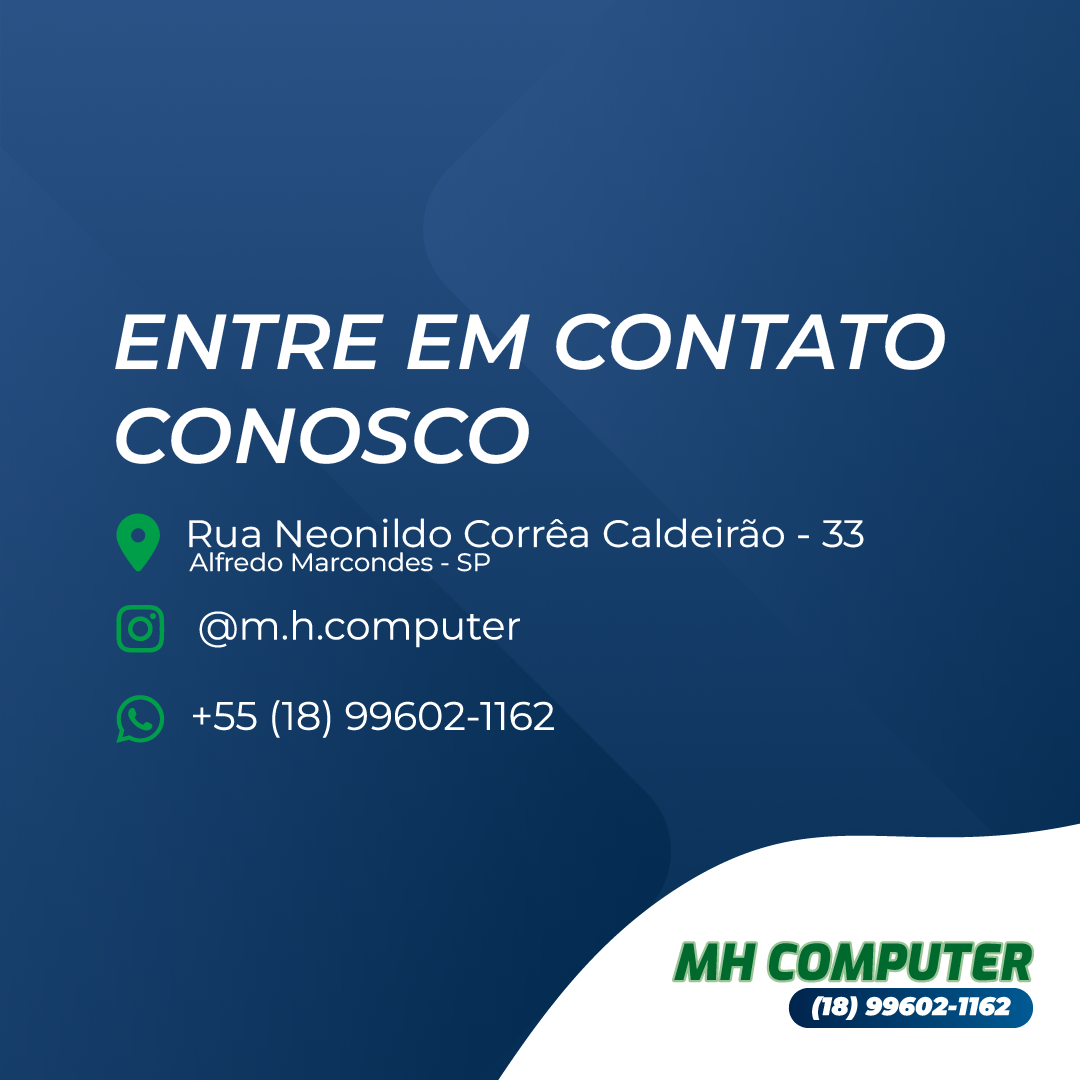 ENTRE EM CONTATO
CONOSCO
Rua Neonildo Corrêa Caldeirão - 33
Alfredo Marcondes - SP
@m.h.computer
+55 (18) 99602-1162
MH COMPUTER
(18) 99602-1162